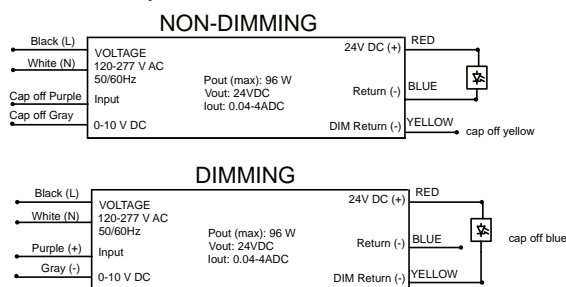 NON-DIMMING
Black (L)
White (N)
Cap off Purple
Cap off Gray
VOLTAGE
120-277 V AC
50/60Hz
Input
0-10 V DC
Pout (max): 96 W
Vout: 24VDC
Iout: 0.04-4ADC
24V DC (+)
Return (-)
DIM Return (-)
RED
BLUE
YELLOW
cap off yellow
DIMMING
Black (L)
White (N)
Purple (+)
Gray (-)
VOLTAGE
120-277 V AC
50/60Hz
Input
0-10 V DC
Pout (max): 96 W
Vout: 24VDC
Iout: 0.04-4ADC
24V DC (+)
Return (-)
DIM Return (-)
RED
BLUE
YELLOW
cap off blue